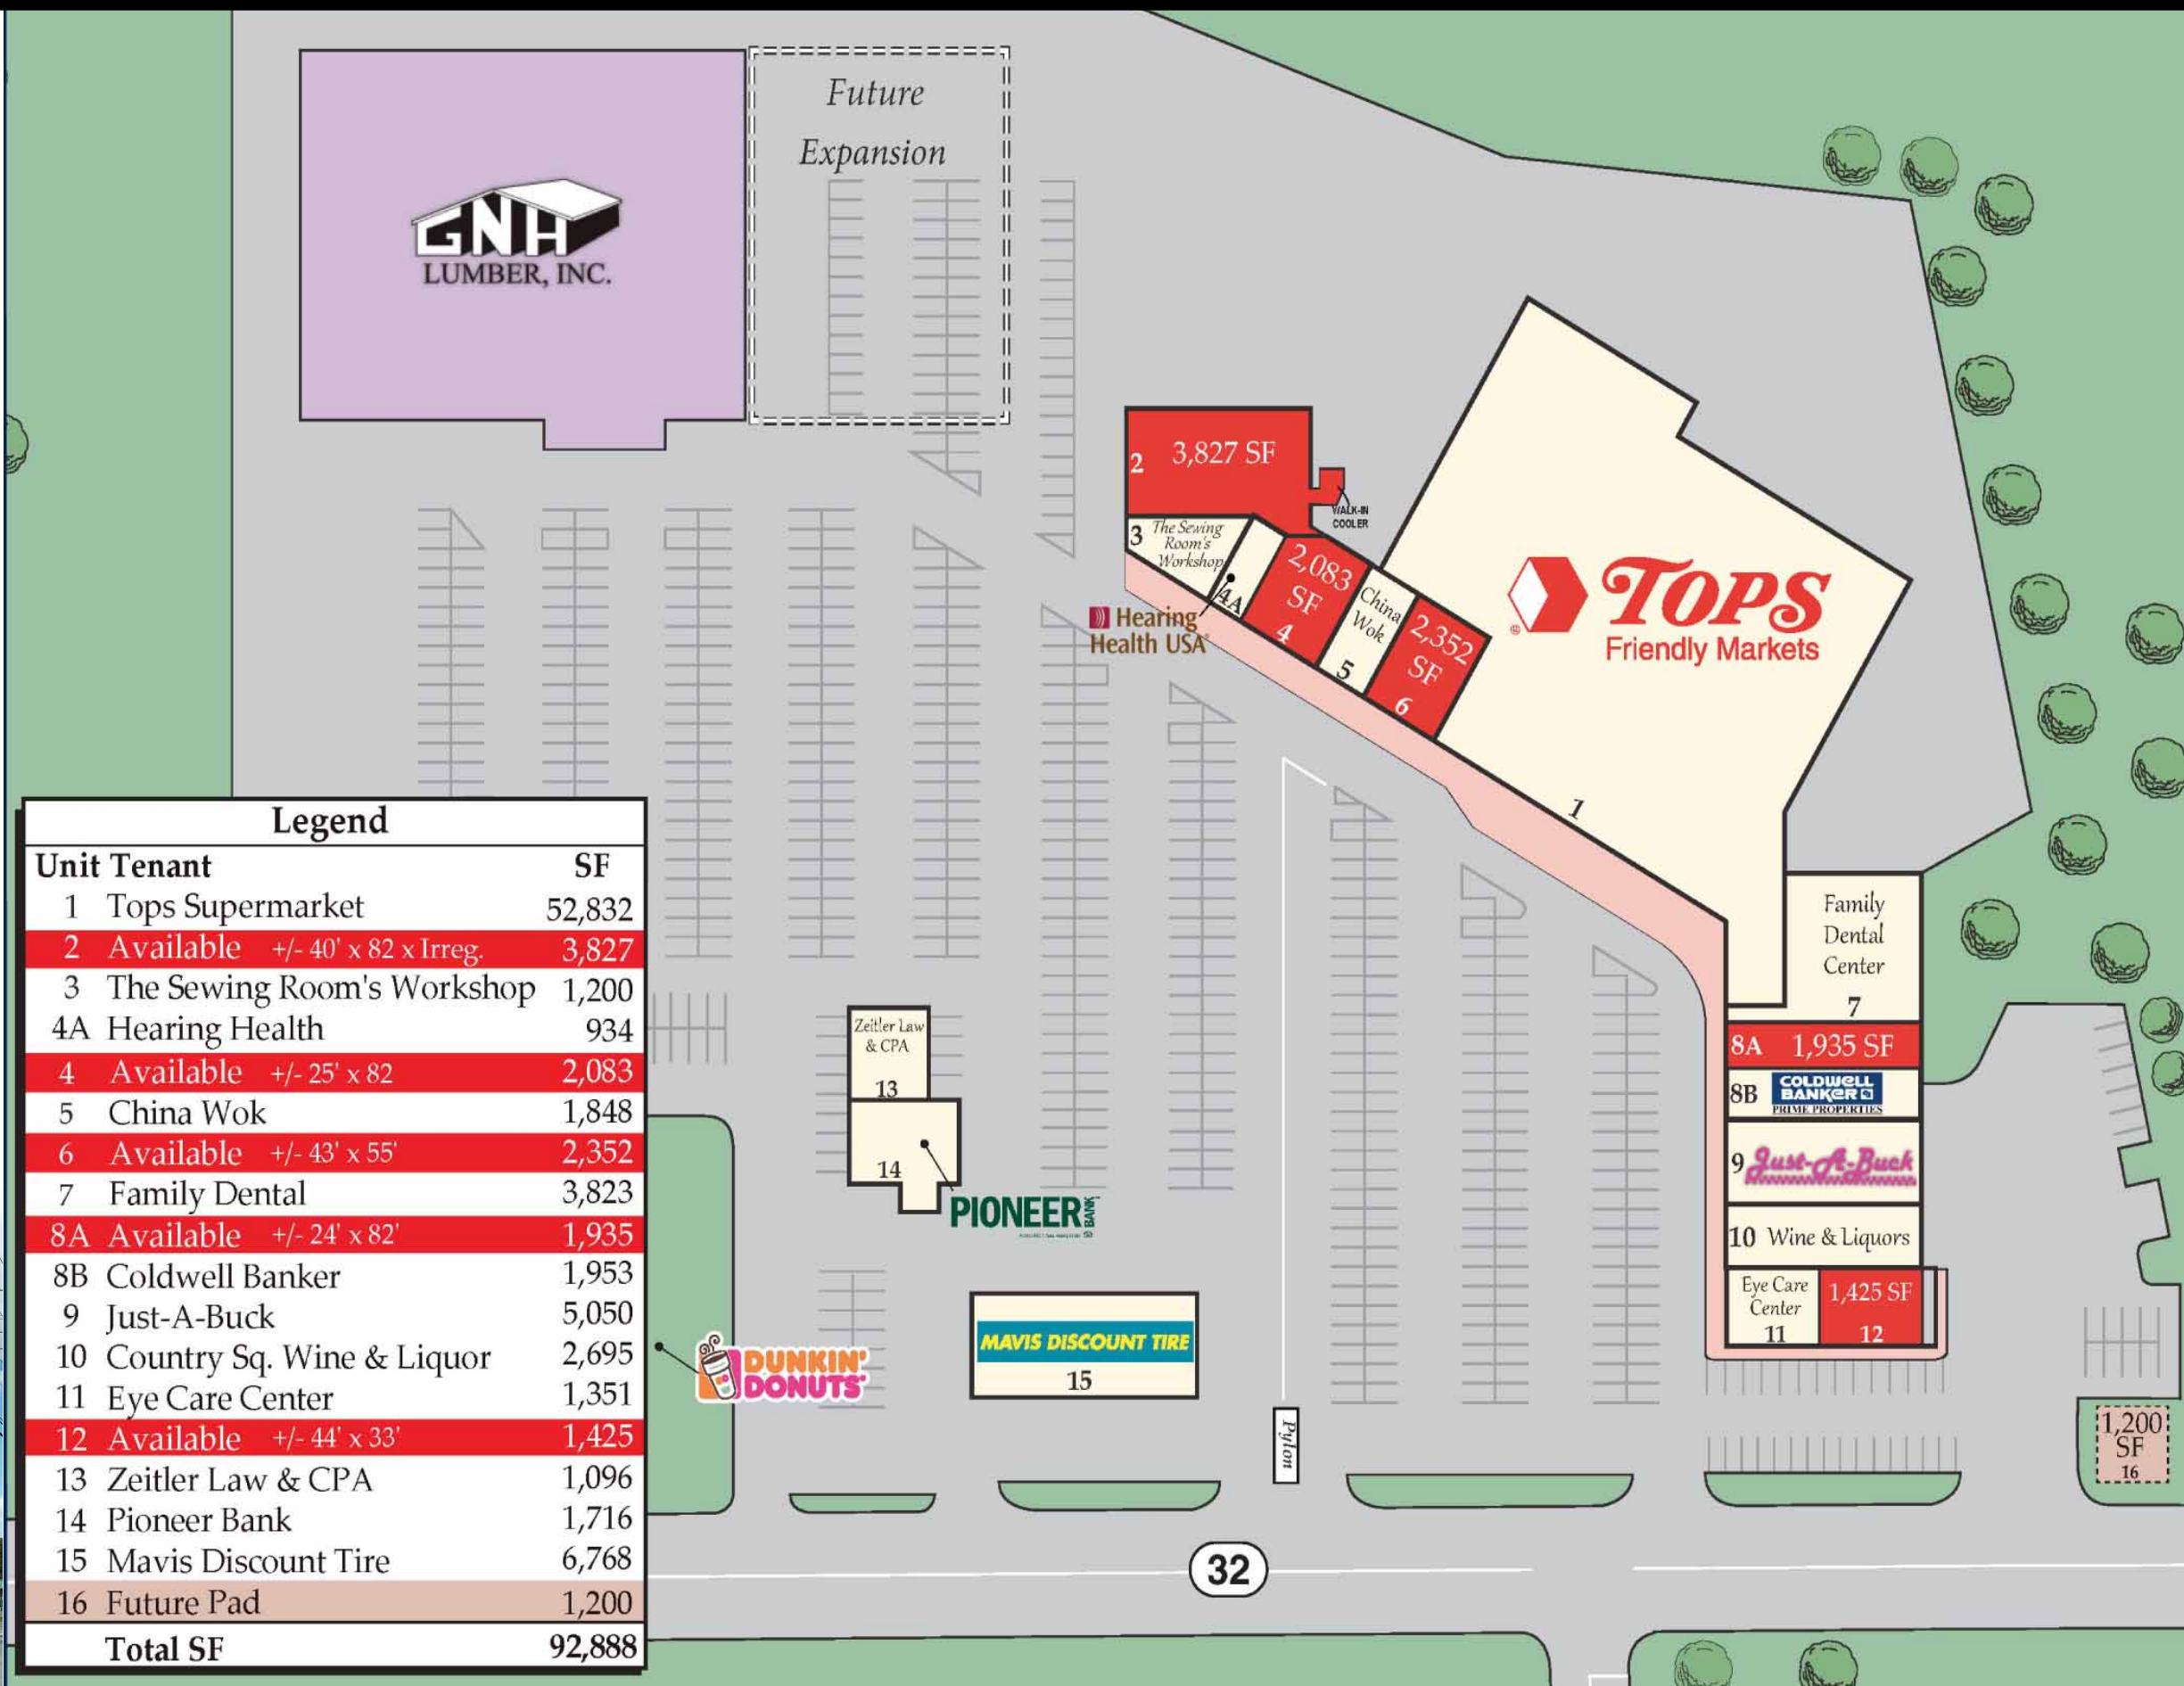 Future
Expansion
GNH
LUMBER, INC.
2 3,827 SF
WALK-IN
COOLER
3 The Sewing
Room's
Workshop
4A
Hearing
Health USA
2,083
SF
4
China
Wok
5
2,352
SF
6
TOPS
®
Friendly Markets
1
Family
Dental
Center
7
8A 1,935 SF
8B COLDWELL
BANKER
PRIME PROPERTIES
9 Just-A-Buck
10 Wine & Liquors
Eye Care
Center
11
1,425 SF
12
1,200
SF
16
Zeitler Law
& CPA
13
14
PIONEER
BANK
DUNKIN'
DONUTS
MAVIS DISCOUNT TIRE
15
Pylon
32
Legend
Unit Tenant SF
1 Tops Supermarket 52,832
2 Available +/- 40' x 82 x Irreg. 3,827
3 The Sewing Room's Workshop 1,200
4A Hearing Health 934
4 Available +/- 25' x 82 2,083
5 China Wok 1,848
6 Available +/- 43' x 55' 2,352
7 Family Dental 3,823
8A Available +/- 24' x 82' 1,935
8B Coldwell Banker 1,953
9 Just-A-Buck 5,050
10 Country Sq. Wine & Liquor 2,695
11 Eye Care Center 1,351
12 Available +/- 44' x 33' 1,425
13 Zeitler Law & CPA 1,096
14 Pioneer Bank 1,716
15 Mavis Discount Tire 6,768
16 Future Pad 1,200
Total SF 92,888